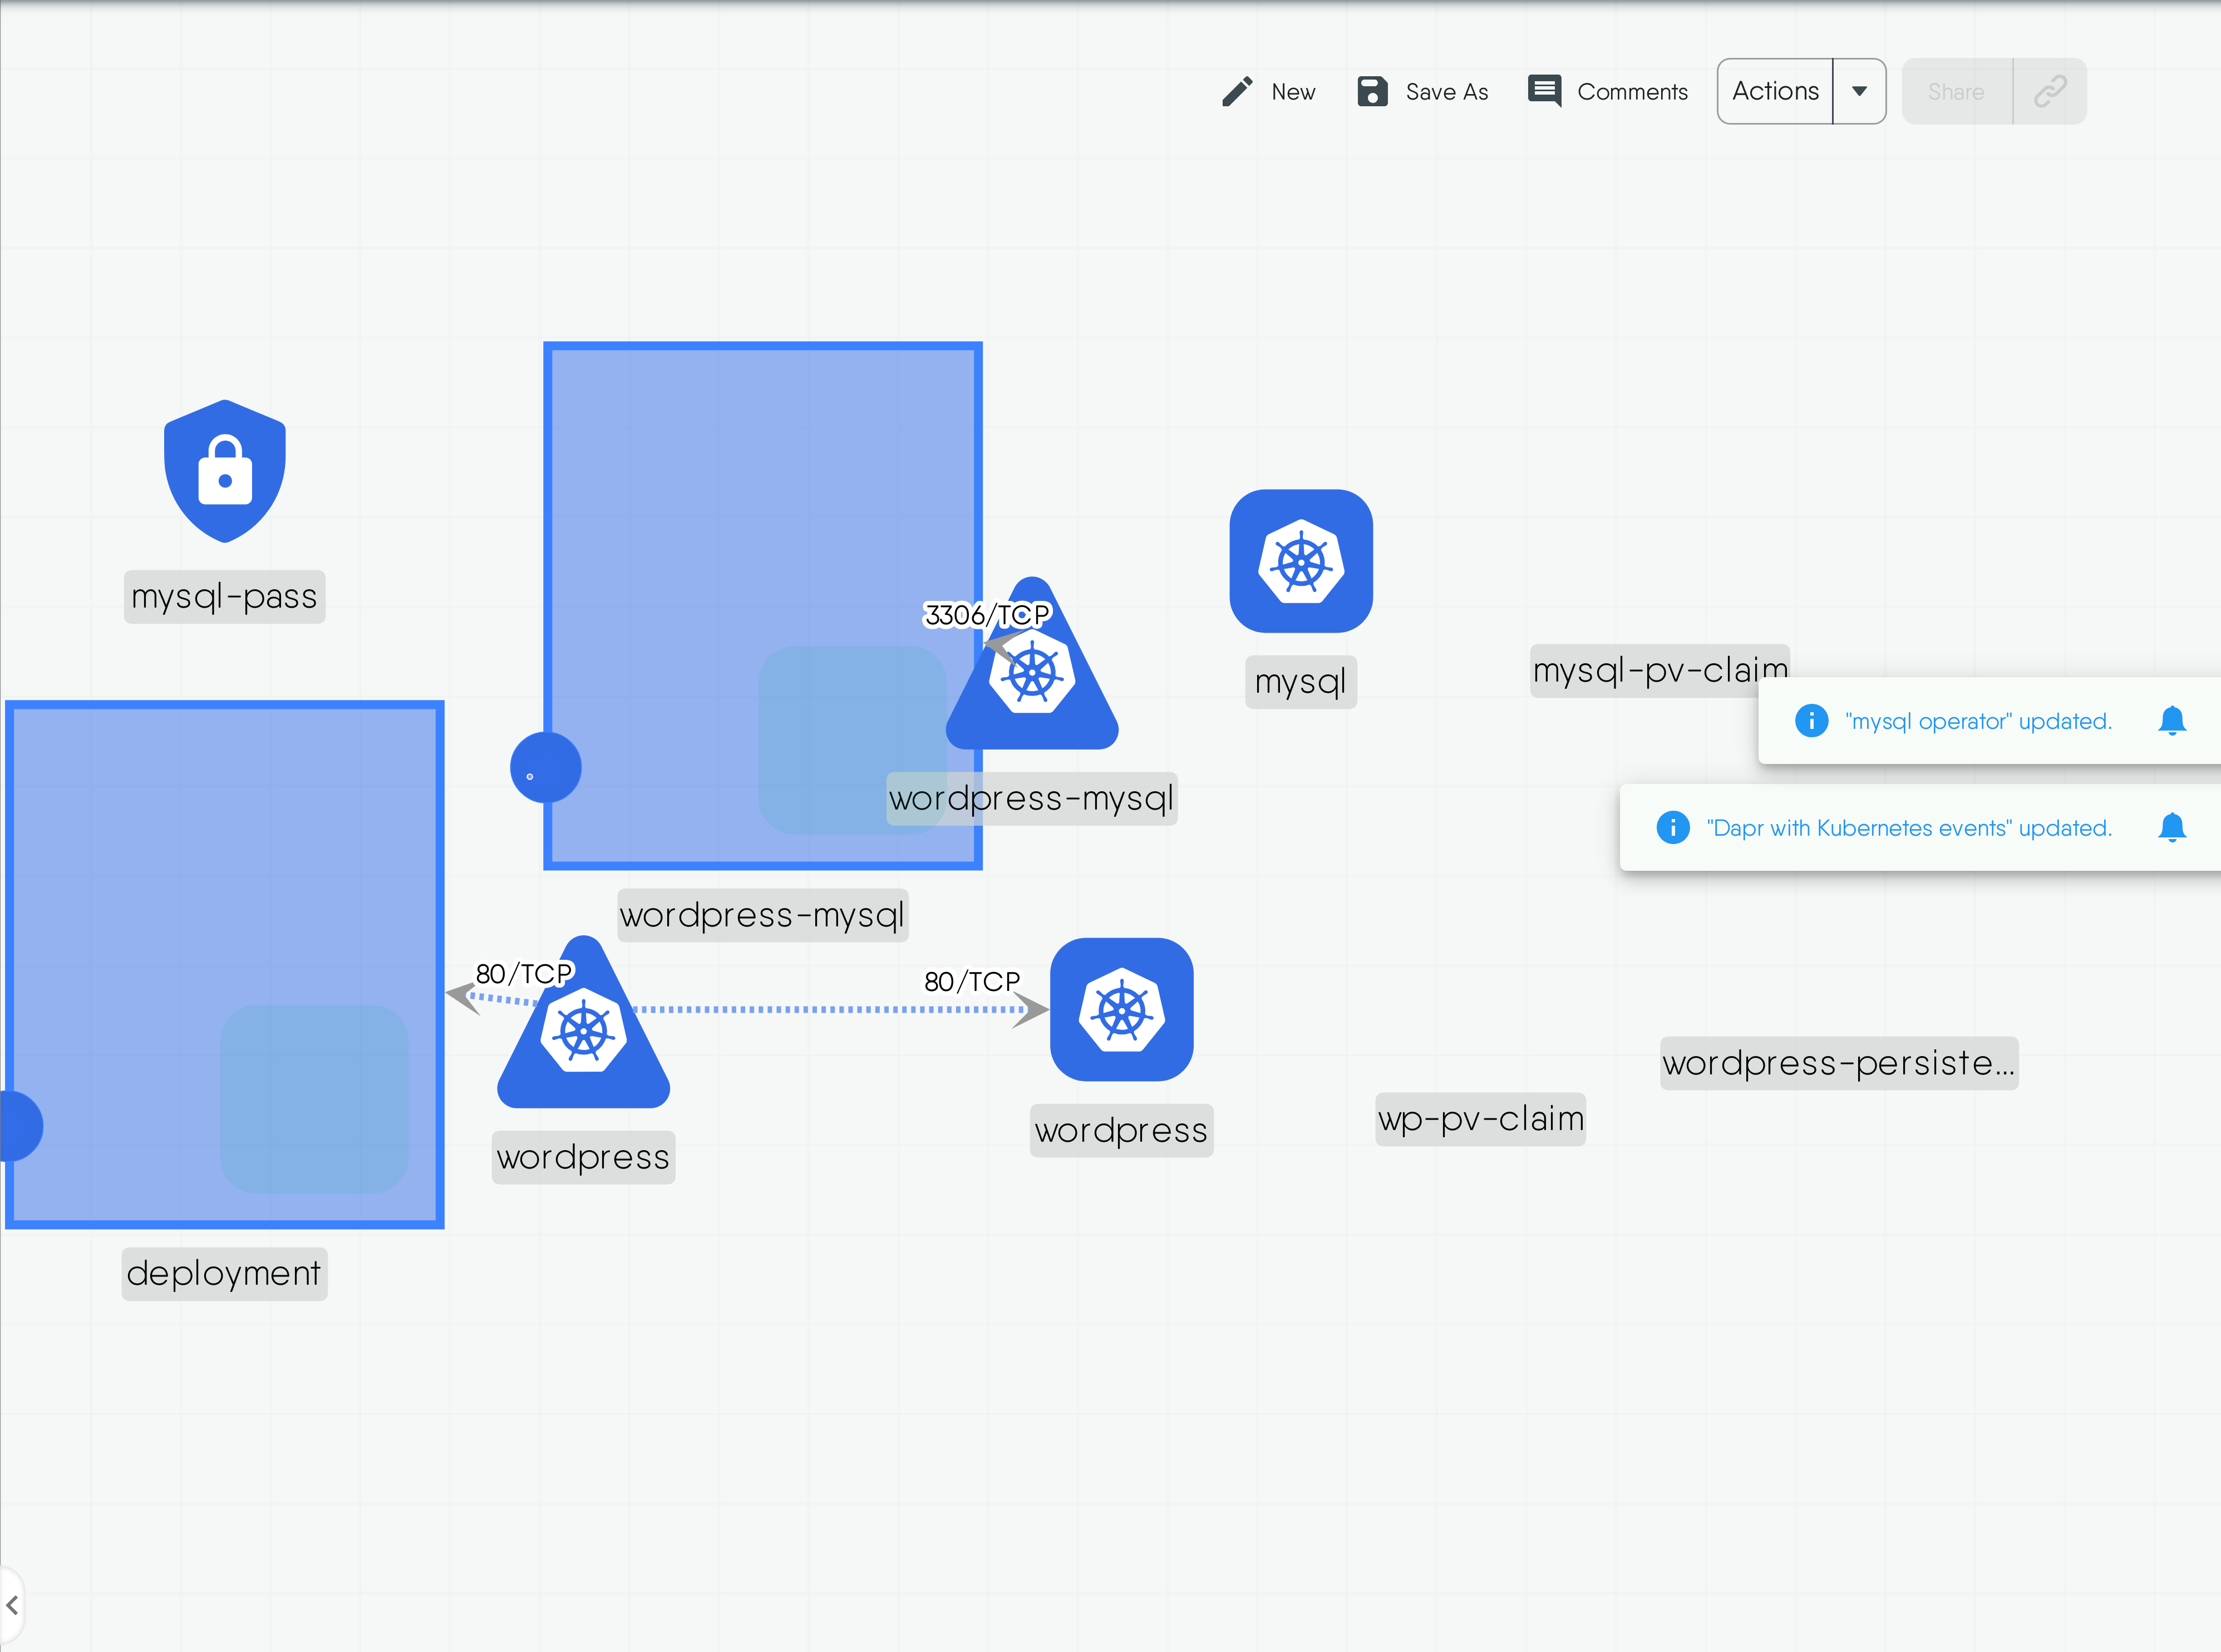 New
Save As
Comments
Actions
Share
mysql-pass
3306/TCP
mysql
mysql-pv-claim
"mysql operator" updated.
wordpress-mysql
"Dapr with Kubernetes events" updated.
wordpress-mysql
80/TCP
80/TCP
wordpress-persiste...
wp-pv-claim
wordpress
wordpress
deployment